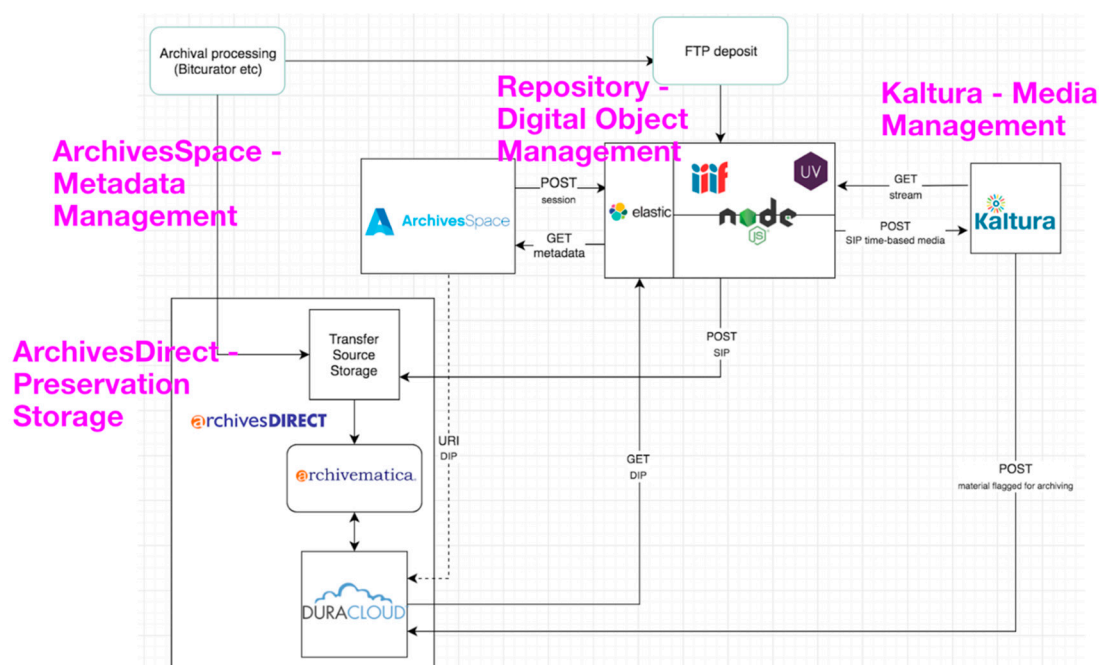 Archival processing
(Bitcurator etc)
FTP deposit
Repository -
Digital Object
Management
Kaltura - Media
Management
ArchivesSpace -
Metadata
Management
ArchivesSpace
POST
session
GET
metadata
elastic
iiif
UV
node
JS
GET
stream
POST
SIP time-based media
Kaltura
ArchivesDirect -
Preservation
Storage
Transfer
Source
Storage
archivesDIRECT
archivematica.
DURACLOUD
URI
DIP
GET
DIP
POST
SIP
POST
material flagged for archiving